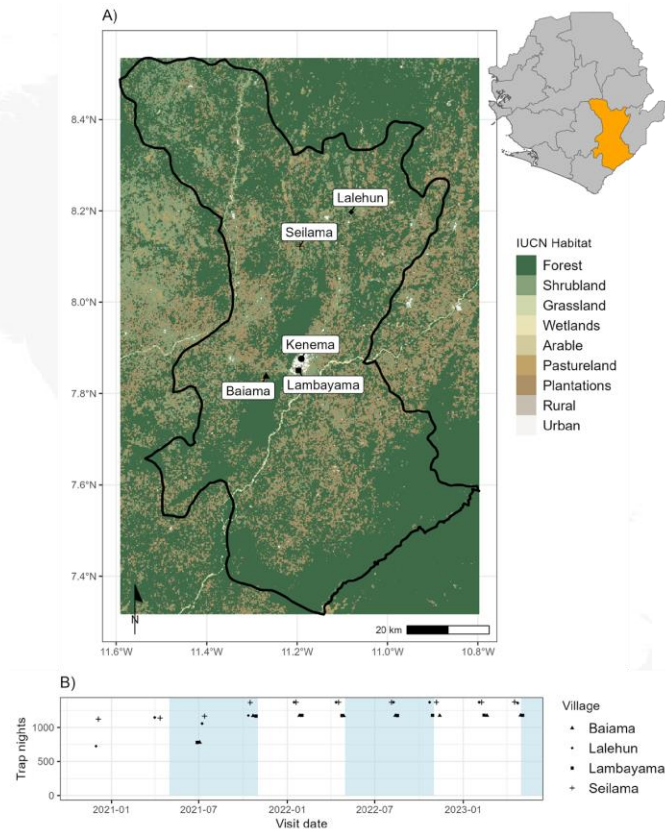 A)
8.4°N
8.2°N
8.0°N
7.8°N
7.6°N
7.4°N
Lalehun
Seilama
Kenema
Baiama
Lambayama
N
20 km
11.6°W
11.4°W
11.2°W
11.0°W
10.8°W
IUCN Habitat
Forest
Shrubland
Grassland
Wetlands
Arable
Pastureland
Plantations
Rural
Urban
B)
Trap nights
1000
500
0
2021-01
2021-07
2022-01
2022-07
2023-01
Visit date
Village
Baiama
Lalehun
Lambayama
Seilama